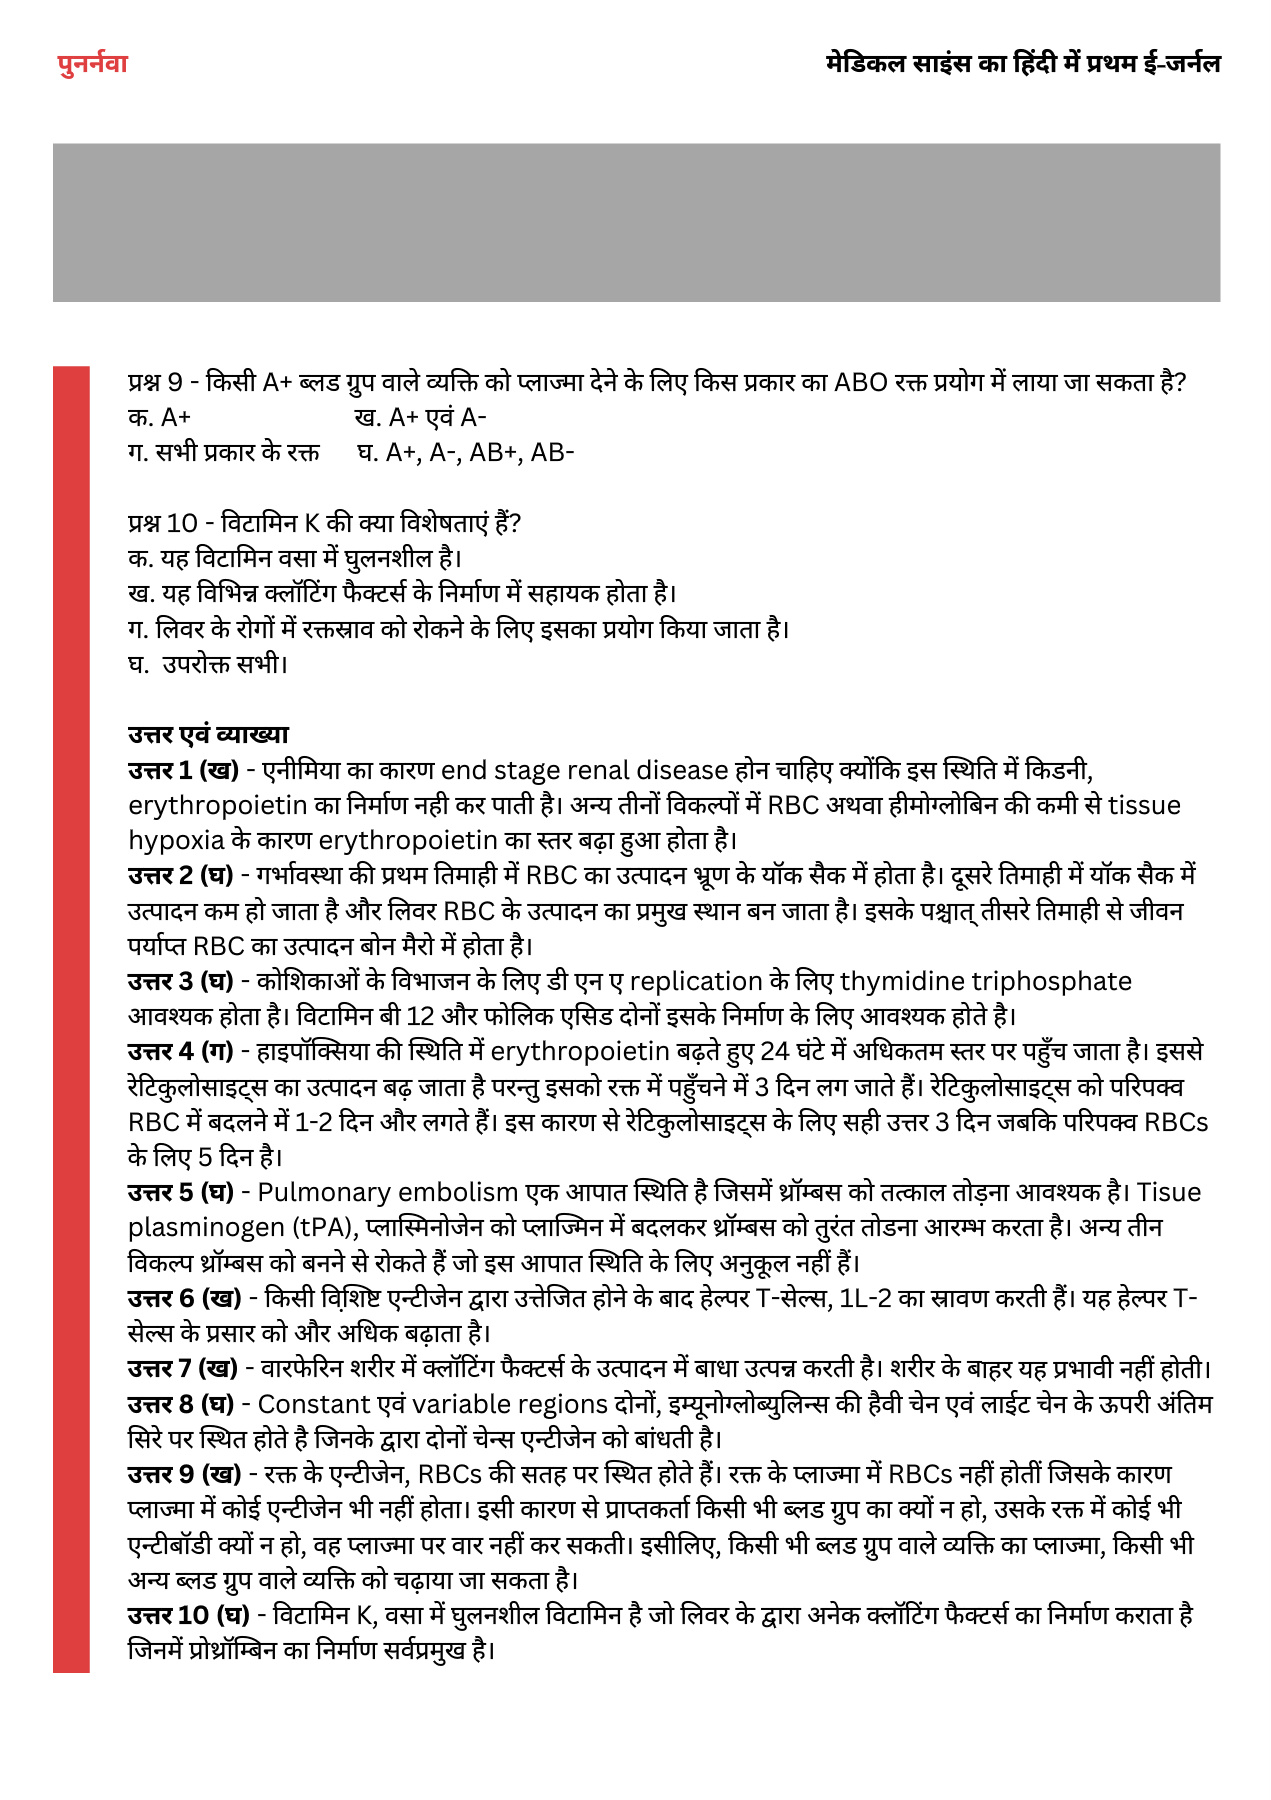 पुनर्नवा
मेडिकल साइंस का हिंदी में प्रथम ई-जर्नल
प्रश्न 9 - किसी A+ ब्लड ग्रुप वाले व्यक्ति को प्लाज्मा देने के लिए किस प्रकार का ABO रक्त प्रयोग में लाया जा सकता है?
क. A+ ख. A+ एवं A-
ग. सभी प्रकार के रक्त घ. A+, A-, AB+, AB-
प्रश्न 10 - विटामिन K की क्या विशेषताएं हैं?
क. यह विटामिन वसा में घुलनशील है।
ख. यह विभिन्न क्लॉटिंग फैक्टर्स के निर्माण में सहायक होता है।
ग. लिवर के रोगों में रक्तस्राव को रोकने के लिए इसका प्रयोग किया जाता है।
घ. उपरोक्त सभी।
उत्तर एवं व्याख्या
उत्तर 1 (ख) - एनीमिया का कारण end stage renal disease होन चाहिए क्योंकि इस स्थिति में किडनी,
erythropoietin का निर्माण नही कर पाती है। अन्य तीनों विकल्पों में RBC अथवा हीमोग्लोबिन की कमी से tissue
hypoxia के कारण erythropoietin का स्तर बढ़ा हुआ होता है।
उत्तर 2 (घ) - गर्भावस्था की प्रथम तिमाही में RBC का उत्पादन भ्रूण के यॉक सैक में होता है। दूसरे तिमाही में यॉक सैक में
उत्पादन कम हो जाता है और लिवर RBC के उत्पादन का प्रमुख स्थान बन जाता है। इसके पश्चात् तीसरे तिमाही से जीवन
पर्याप्त RBC का उत्पादन बोन मैरो में होता है।
उत्तर 3 (घ) - कोशिकाओं के विभाजन के लिए डी एन ए replication के लिए thymidine triphosphate
आवश्यक होता है। विटामिन बी 12 और फोलिक एसिड दोनों इसके निर्माण के लिए आवश्यक होते है।
उत्तर 4 (ग) - हाइपॉक्सिया की स्थिति में erythropoietin बढ़ते हुए 24 घंटे में अधिकतम स्तर पर पहुँच जाता है। इससे
रेटिकुलोसाइट्स का उत्पादन बढ़ जाता है परन्तु इसको रक्त में पहुँचने में 3 दिन लग जाते हैं। रेटिकुलोसाइट्स को परिपक्व
RBC में बदलने में 1-2 दिन और लगते हैं। इस कारण से रेटिकुलोसाइट्स के लिए सही उत्तर 3 दिन जबकि परिपक्व RBCs
के लिए 5 दिन है।
उत्तर 5 (घ) - Pulmonary embolism एक आपात स्थिति है जिसमें थ्रॉम्बस को तत्काल तोड़ना आवश्यक है। Tisue
plasminogen (tPA), प्लास्मिनोजेन को प्लाज्मिन में बदलकर थ्रॉम्बस को तुरंत तोडना आरम्भ करता है। अन्य तीन
विकल्प थ्रॉम्बस को बनने से रोकते हैं जो इस आपात स्थिति के लिए अनुकूल नहीं हैं।
उत्तर 6 (ख) - किसी वि़शिष्ट एन्टीजेन द्वारा उत्तेजित होने के बाद हेल्पर T-सेल्स, 1L-2 का स्रावण करती हैं। यह हेल्पर T-
सेल्स के प्रसार को और अधिक बढ़ाता है।
उत्तर 7 (ख) - वारफेरिन शरीर में क्लॉटिंग फैक्टर्स के उत्पादन में बाधा उत्पन्न करती है। शरीर के बाहर यह प्रभावी नहीं होती।
उत्तर 8 (घ) - Constant एवं variable regions दोनों, इम्यूनोग्लोब्युलिन्स की हैवी चेन एवं लाईट चेन के ऊपरी अंतिम
सिरे पर स्थित होते है जिनके द्वारा दोनों चेन्स एन्टीजेन को बांधती है।
उत्तर 9 (ख) - रक्त के एन्टीजेन, RBCs की सतह पर स्थित होते हैं। रक्त के प्लाज्मा में RBCs नहीं होतीं जिसके कारण
प्लाज्मा में कोई एन्टीजेन भी नहीं होता। इसी कारण से प्राप्तकर्ता किसी भी ब्लड ग्रुप का क्यों न हो, उसके रक्त में कोई भी
एन्टीबॉडी क्यों न हो, वह प्लाज्मा पर वार नहीं कर सकती। इसीलिए, किसी भी ब्लड ग्रुप वाले व्यक्ति का प्लाज्मा, किसी भी
अन्य ब्लड ग्रुप वाले व्यक्ति को चढ़ाया जा सकता है।
उत्तर 10 (घ) - विटामिन K, वसा में घुलनशील विटामिन है जो लिवर के द्वारा अनेक क्लॉटिंग फैक्टर्स का निर्माण कराता है
जिनमें प्रोथ्रॉम्बिन का निर्माण सर्वप्रमुख है।